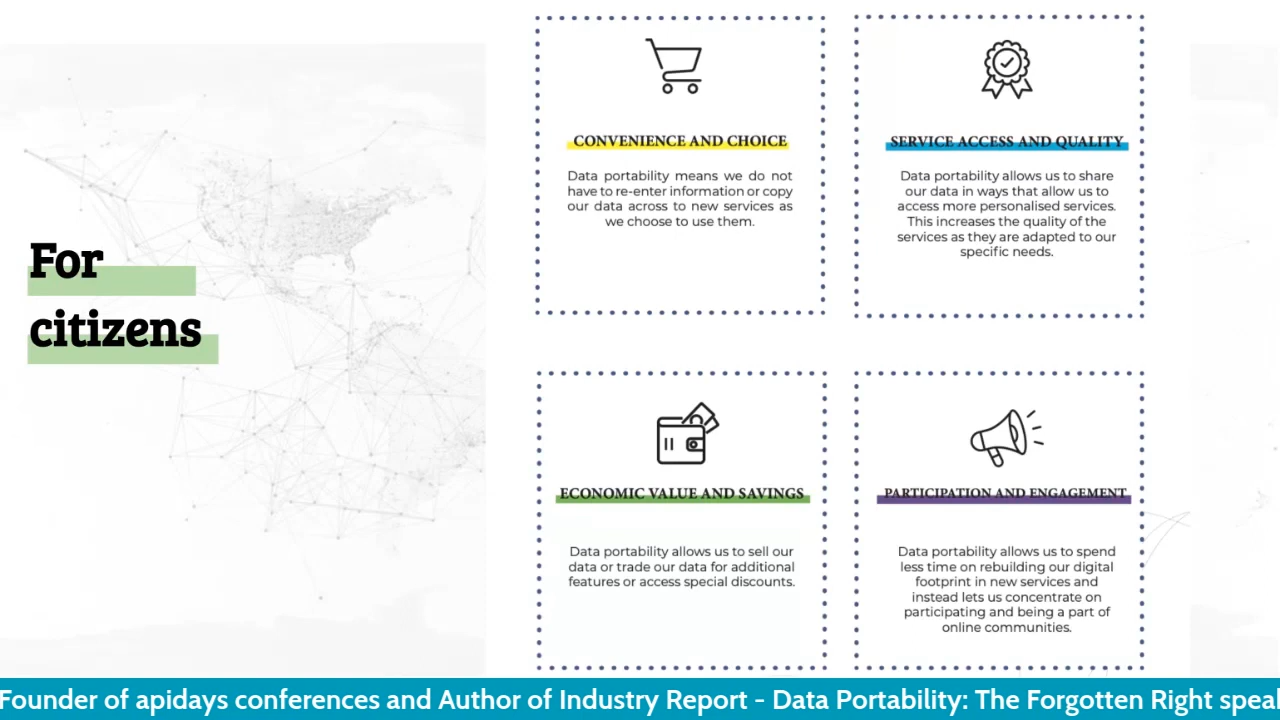 For
citizens
CONVENIENCE AND CHOICE
Data portability means we do not
have to re-enter information or copy
our data across to new services as
we choose to use them.
SERVICE ACCESS AND QUALITY
Data portability allows us to share
our data in ways that allow us to
access more personalised services.
This increases the quality of the
services as they are adapted to our
specific needs.
ECONOMIC VALUE AND SAVINGS
Data portability allows us to sell our
data or trade our data for additional
features or access special discounts.
PARTICIPATION AND ENGAGEMENT
Data portability allows us to spend
less time on rebuilding our digital
footprint in new services and
instead lets us concentrate on
participating and being a part of
online communities.
Founder of apidays conferences and Author of Industry Report - Data Portability: The Forgotten Right